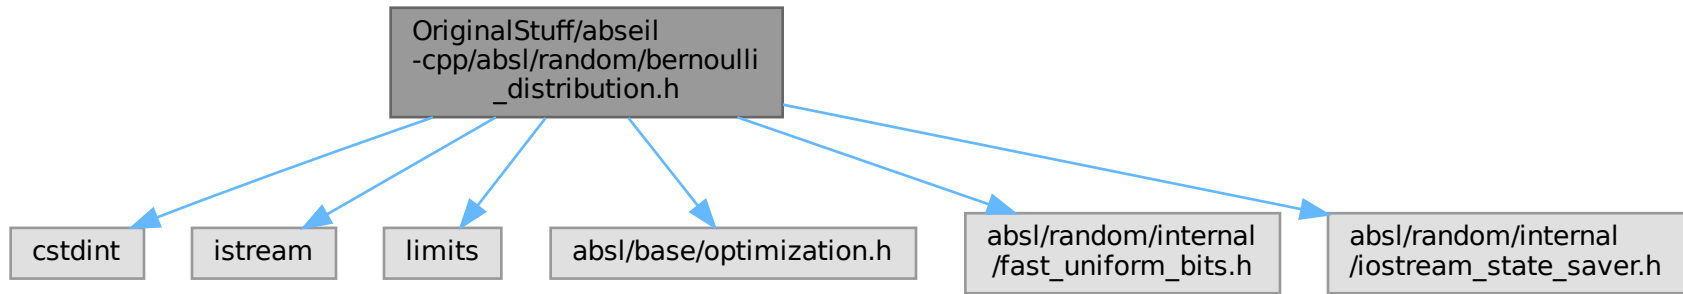 OriginalStuff/abseil
-cpp/absl/random/bernoulli
_distribution.h
cstdint
istream
limits
absl/base/optimization.h
absl/random/internal
/fast_uniform_bits.h
absl/random/internal
/iostream_state_saver.h